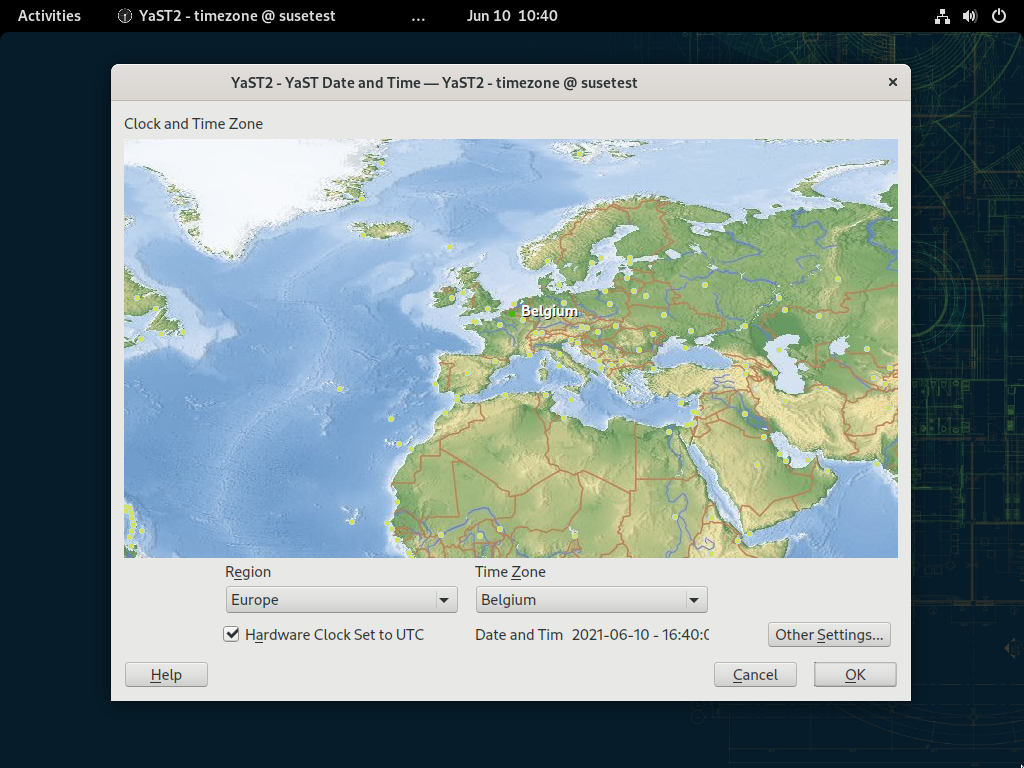 Activities
YaST2 - timezone @ susetest
...
Jun 10 10:40
YaST2 - YaST Date and Time — YaST2 - timezone @ susetest
Clock and Time Zone
Belgium
Region
Time Zone
Europe
Belgium
Hardware Clock Set to UTC
Date and Tim 2021-06-10 - 16:40:
Other Settings...
Help
Cancel
OK